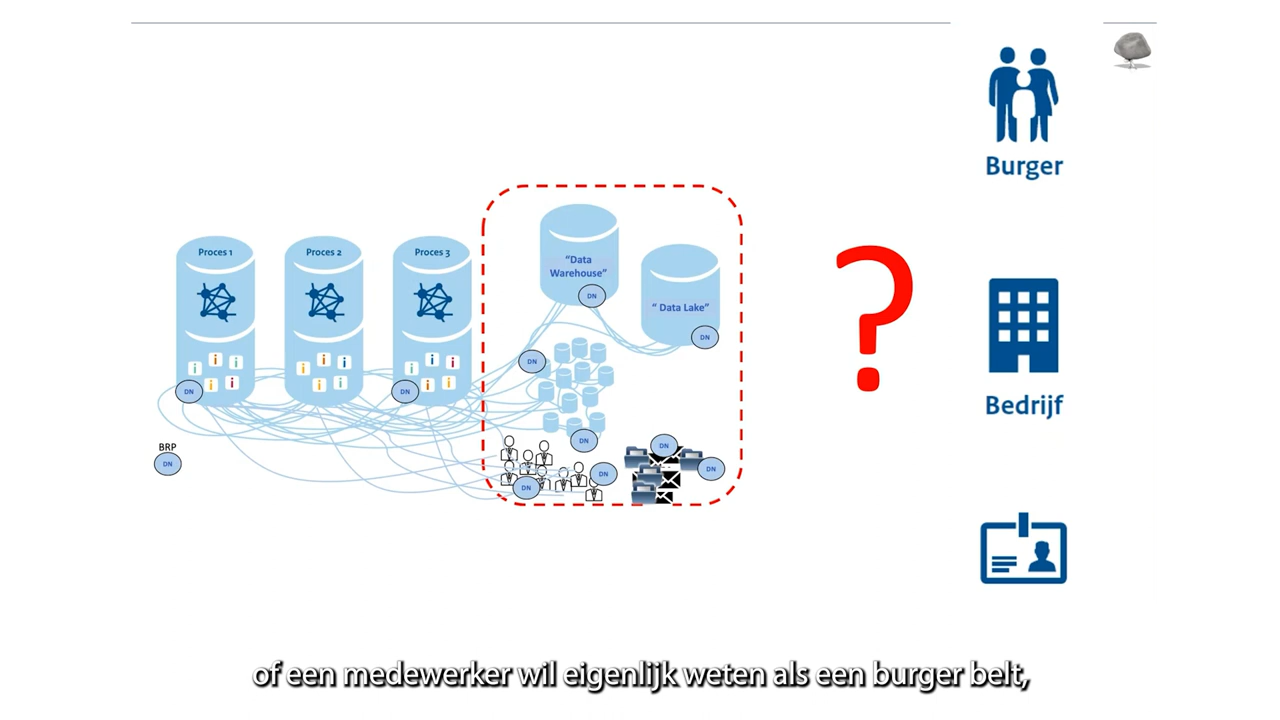 Burger
Proces 1
Proces 2
Proces 3
“Data
Warehouse”
DN
“ Data Lake”
DN
DN
DN
DN
Bedrijf
BRP
DN
DN
DN
DN
DN
DN
of een medewerker wil eigenlijk weten als een burger belt,